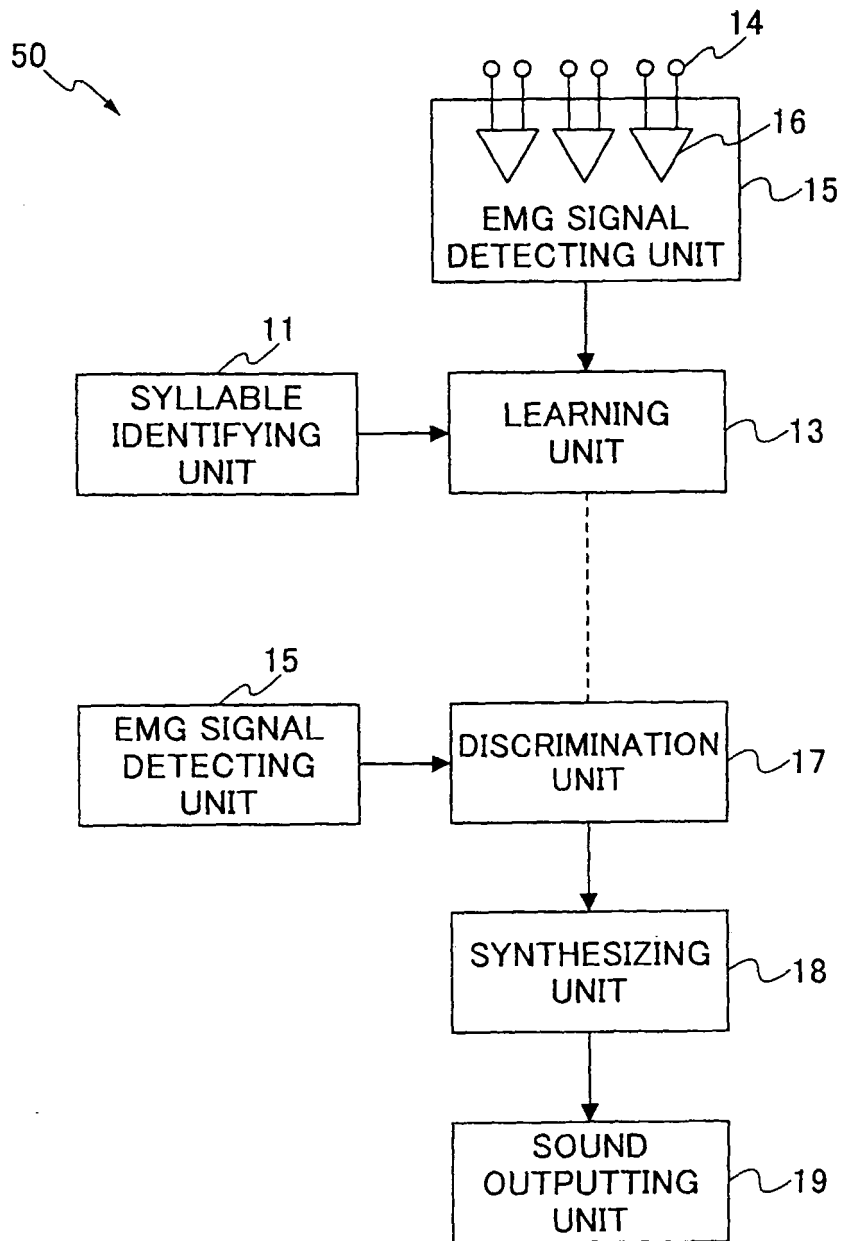 50
14
16
15
EMG SIGNAL
DETECTING UNIT
11
SYLLABLE
IDENTIFYING
UNIT
LEARNING
UNIT
13
15
EMG SIGNAL
DETECTING
UNIT
DISCRIMINATION
UNIT
17
SYNTHESIZING
UNIT
18
SOUND
OUTPUTTING
UNIT
19